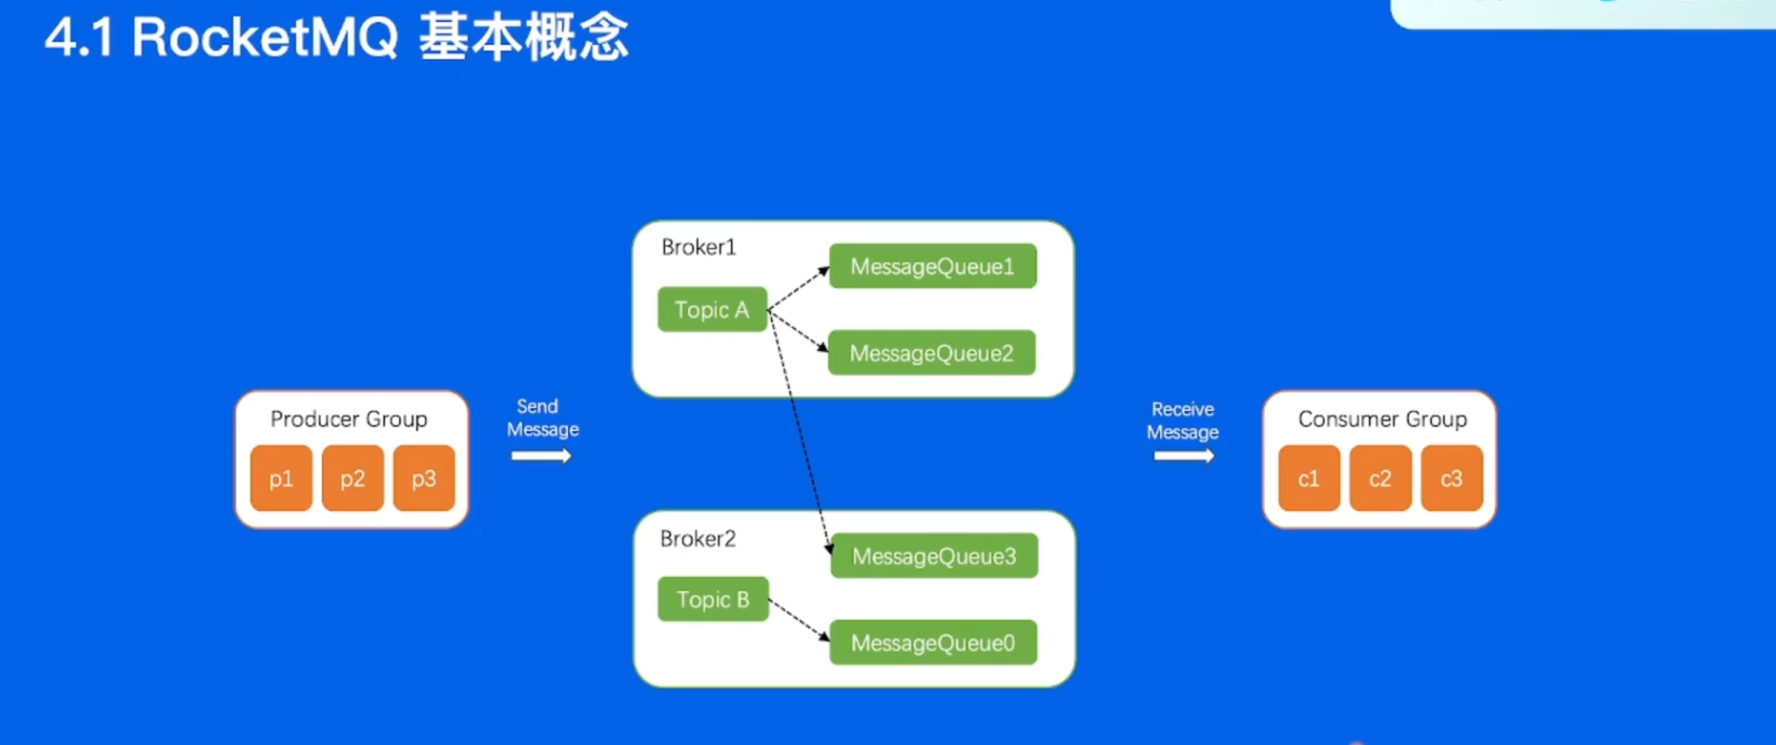 4.1 RocketMQ 基本概念
Broker1
MessageQueue1
Topic A
MessageQueue2
Producer Group
p1 p2 p3
Send
Message
Receive
Message
Consumer Group
c1 c2 c3
Broker2
MessageQueue3
Topic B
MessageQueue0